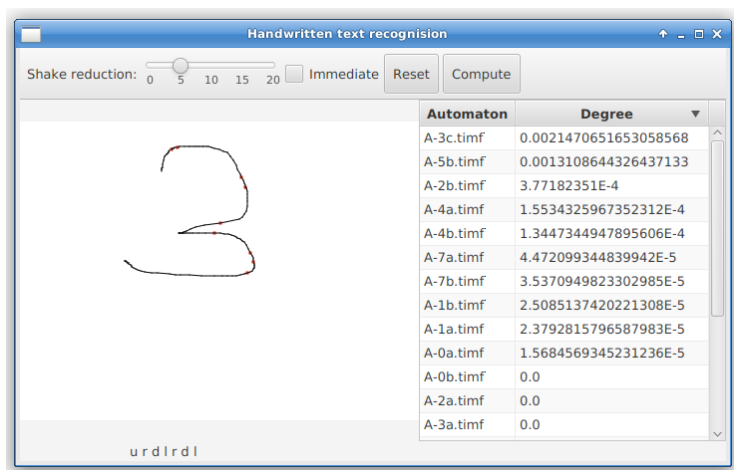 Handwritten text recognision
Shake reduction: 0 5 10 15 20 Immediate Reset Compute
Automaton Degree
A-3c.timf 0.0021470651653058568
A-5b.timf 0.0013108644326437133
A-2b.timf 3.77182351E-4
A-4a.timf 1.5534325967352312E-4
A-4b.timf 1.3447344947895606E-4
A-7a.timf 4.472099344839942E-5
A-7b.timf 3.5370949823302985E-5
A-1b.timf 2.5085137420221308E-5
A-1a.timf 2.3792815796587983E-5
A-0a.timf 1.5684569345231236E-5
A-0b.timf 0.0
A-2a.timf 0.0
A-3a.timf 0.0
3
u r d l r d l